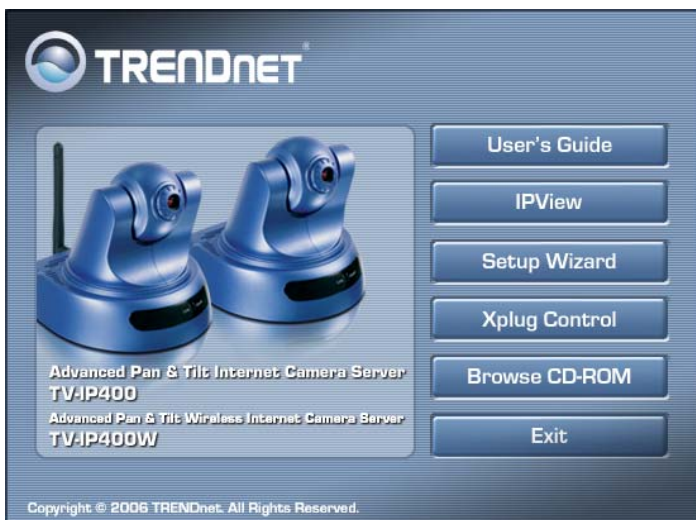 TRENDNET
User's Guide
IPView
Setup Wizard
Xplug Control
Browse CD-ROM
Exit
Advanced Pan & Tilt Internet Camera Server
TV-IP400
Advanced Pan & Tilt Wireless Internet Camera Server
TV-IP400W
Copyright © 2006 TRENDnet. All Rights Reserved.